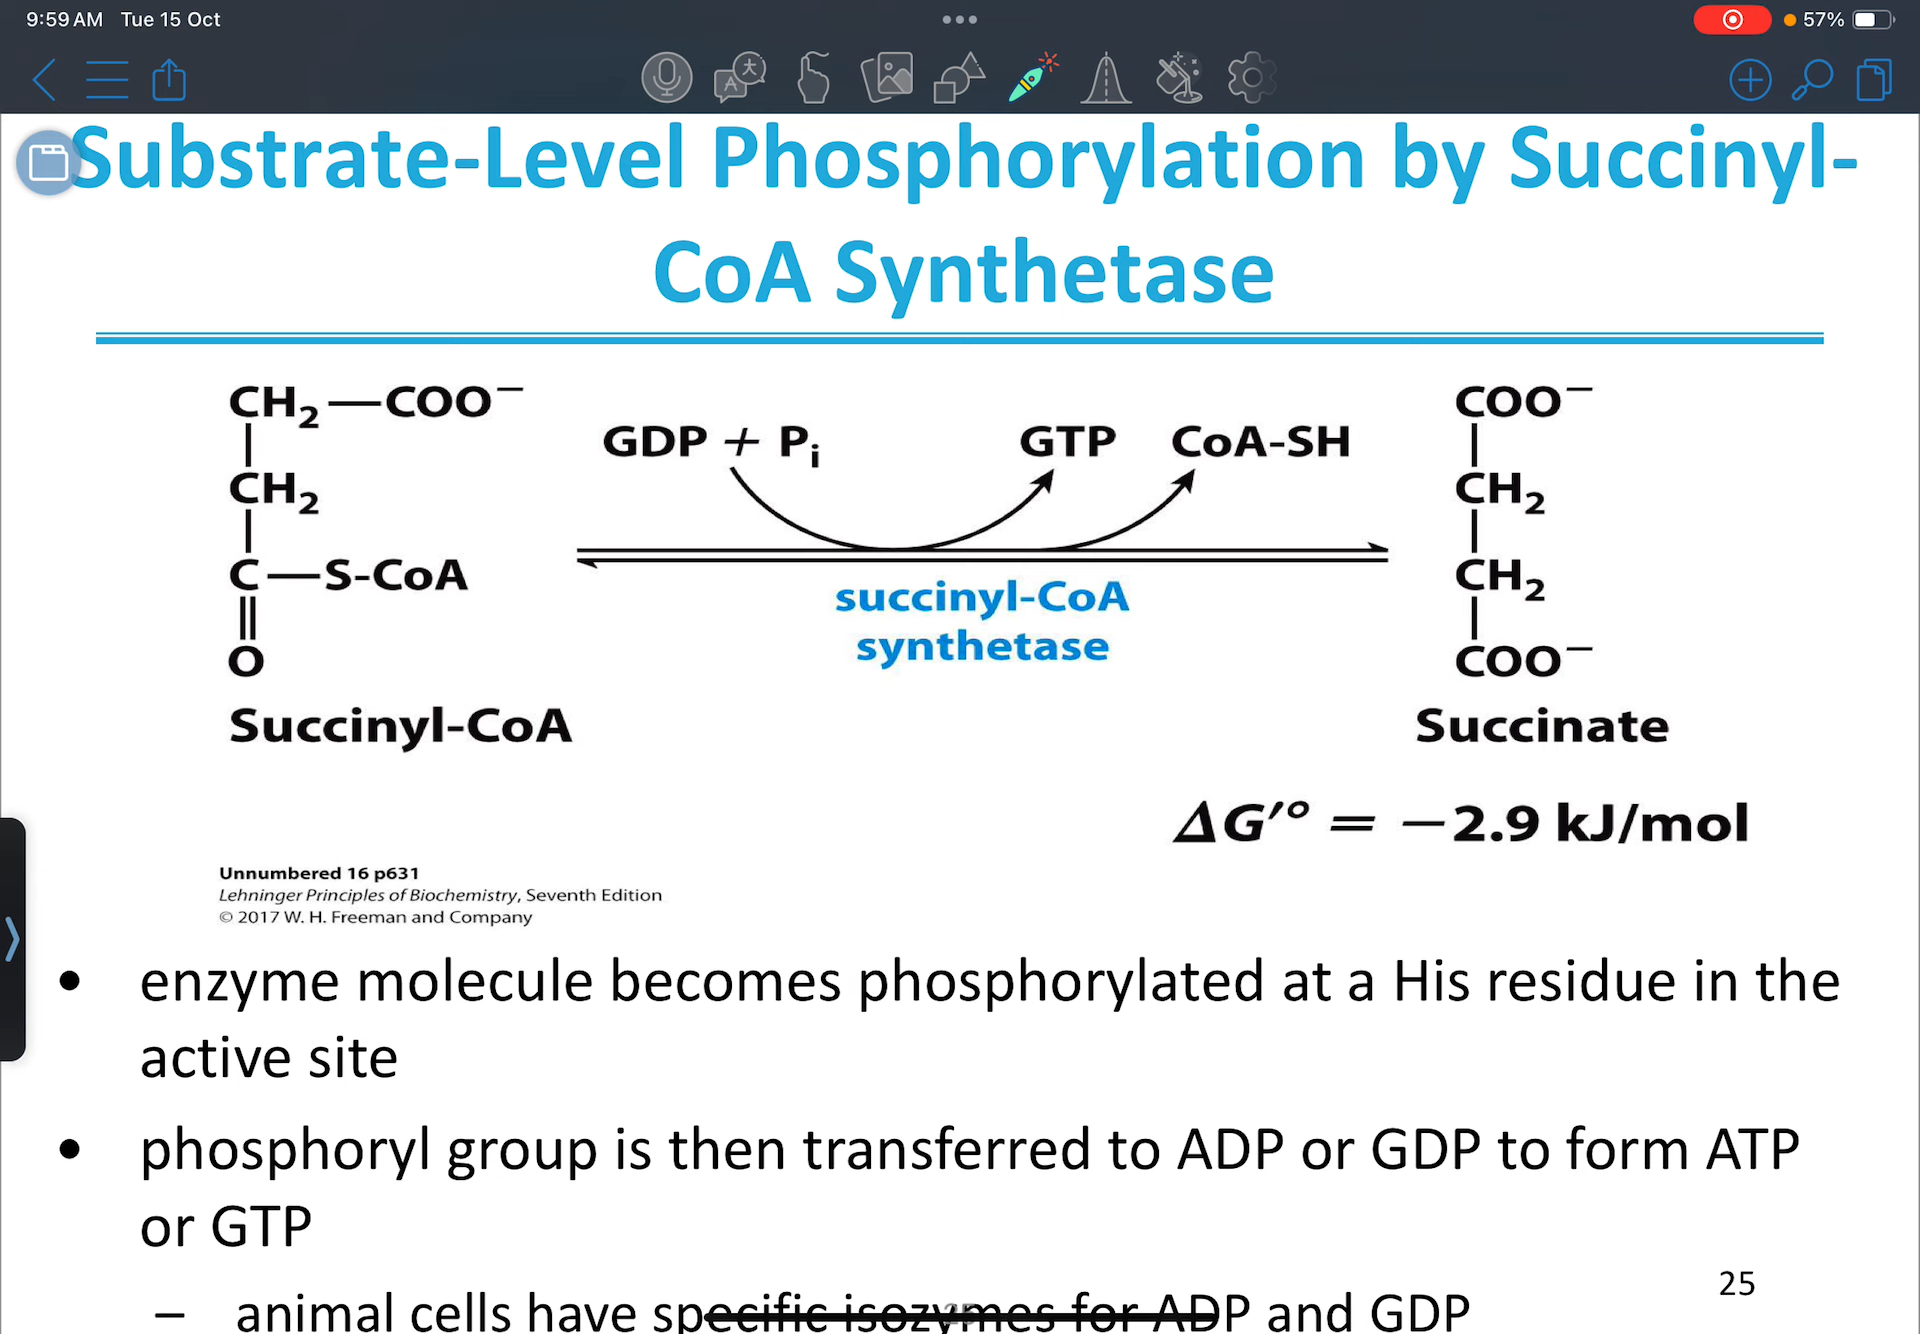 9:59 AM Tue 15 Oct
57%
Substrate-Level Phosphorylation by Succinyl-
CoA Synthetase
CH₂—COO⁻
CH₂
C—S-CoA
O
Succinyl-CoA
GDP + Pᵢ
GTP CoA-SH
succinyl-CoA
synthetase
COO⁻
CH₂
CH₂
COO⁻
Succinate
ΔG′° = −2.9 kJ/mol
Unnumbered 16 p631
Lehninger Principles of Biochemistry, Seventh Edition
© 2017 W. H. Freeman and Company
• enzyme molecule becomes phosphorylated at a His residue in the
active site
• phosphoryl group is then transferred to ADP or GDP to form ATP
or GTP
– animal cells have specific isozymes for ADP and GDP
25
25